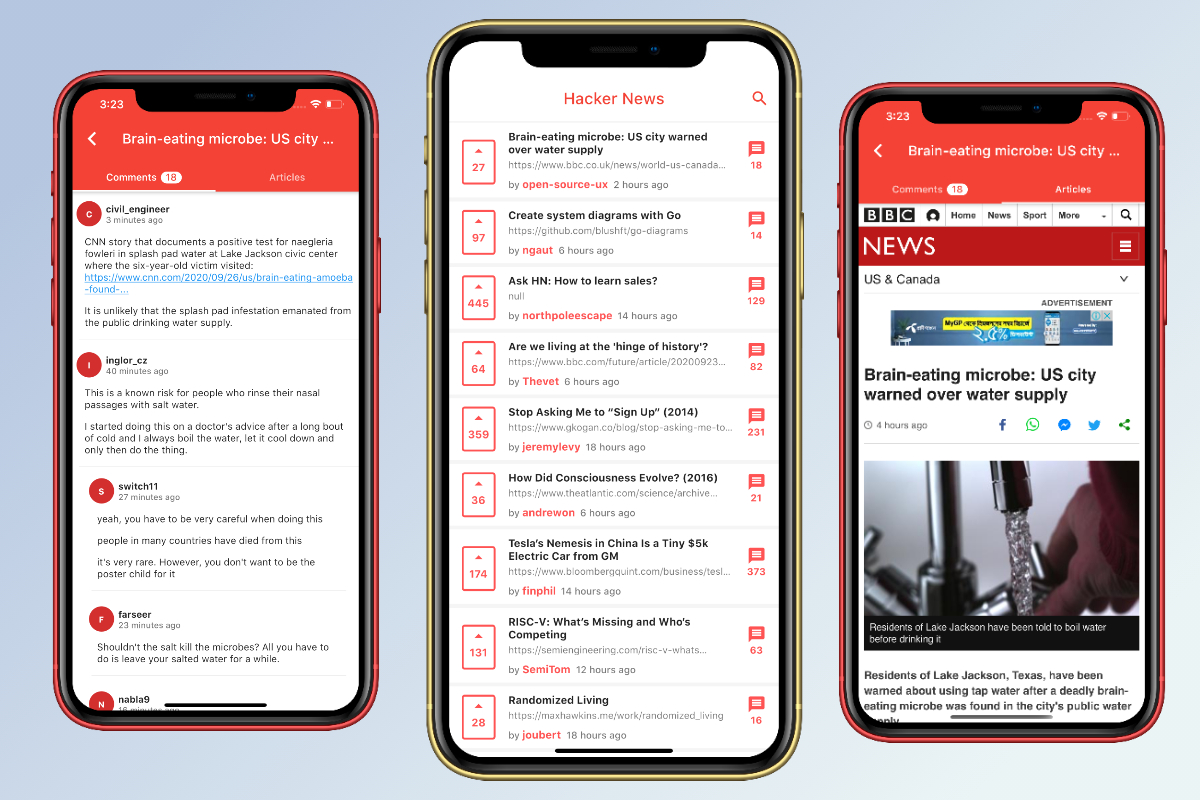 3:23
Brain-eating microbe: US city ...
Comments 18
Articles
C
civil_engineer
3 minutes ago
CNN story that documents a positive test for naegleria
fowleri in splash pad water at Lake Jackson civic center
where the six-year-old victim visited:
https://www.cnn.com/2020/09/26/us/brain-eating-amoeba
-found-...
It is unlikely that the splash pad infestation emanated from
the public drinking water supply.
I
inglor_cz
40 minutes ago
This is a known risk for people who rinse their nasal
passages with salt water.
I started doing this on a doctor's advice after a long bout
of cold and I always boil the water, let it cool down and
only then do the thing.
S
switch11
27 minutes ago
yeah, you have to be very careful when doing this
people in many countries have died from this
it's very rare. However, you don't want to be the
poster child for it
F
farseer
23 minutes ago
Shouldn't the salt kill the microbes? All you have to
do is leave your salted water for a while.
N
nabla9
16 minutes ago
Hacker News
27
Brain-eating microbe: US city warned
over water supply
https://www.bbc.co.uk/news/world-us-canada...
by open-source-ux 2 hours ago
18
97
Create system diagrams with Go
https://github.com/blushft/go-diagrams
by ngaut 6 hours ago
14
445
Ask HN: How to learn sales?
null
by northpoleescape 14 hours ago
129
64
Are we living at the 'hinge of history'?
https://www.bbc.com/future/article/20200923...
by Thevet 6 hours ago
82
359
Stop Asking Me to “Sign Up” (2014)
https://www.gkogan.co/blog/stop-asking-me-to...
by jeremylevy 18 hours ago
231
36
How Did Consciousness Evolve? (2016)
https://www.theatlantic.com/science/archive...
by andrewon 6 hours ago
21
174
Tesla’s Nemesis in China Is a Tiny $5k
Electric Car from GM
https://www.bloombergquint.com/business/tesl...
by finphil 14 hours ago
373
131
RISC-V: What’s Missing and Who’s
Competing
https://semiengineering.com/risc-v-whats...
by SemiTom 12 hours ago
63
28
Randomized Living
https://maxhawkins.me/work/randomized_living
by joubert 18 hours ago
16
3:23
Brain-eating microbe: US city ...
Comments 18
Articles
BBC
Home
News
Sport
More
NEWS
US & Canada
ADVERTISEMENT
MyGP
২.৫%
Brain-eating microbe: US city
warned over water supply
4 hours ago
Residents of Lake Jackson have been told to boil water
before drinking it
Residents of Lake Jackson, Texas, have been
warned about using tap water after a deadly brain-
eating microbe was found in the city's public water
supply